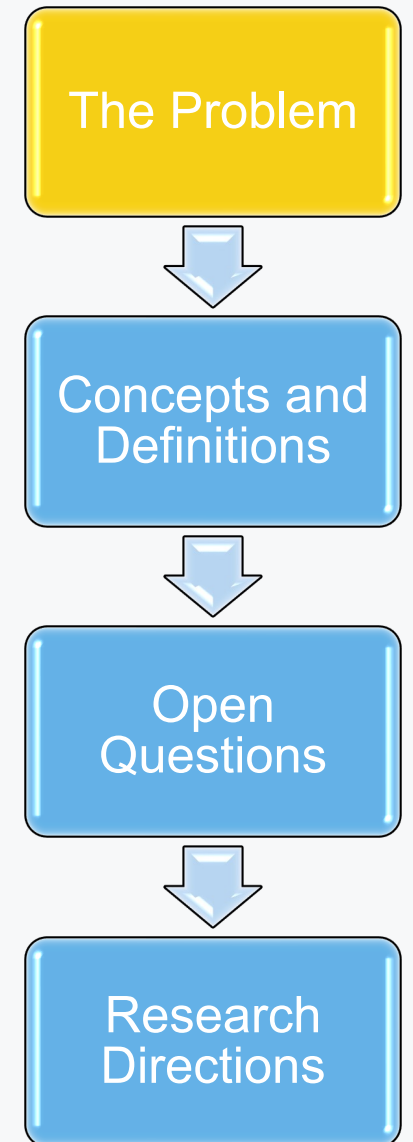 The Problem
Concepts and
Definitions
Open
Questions
Research
Directions